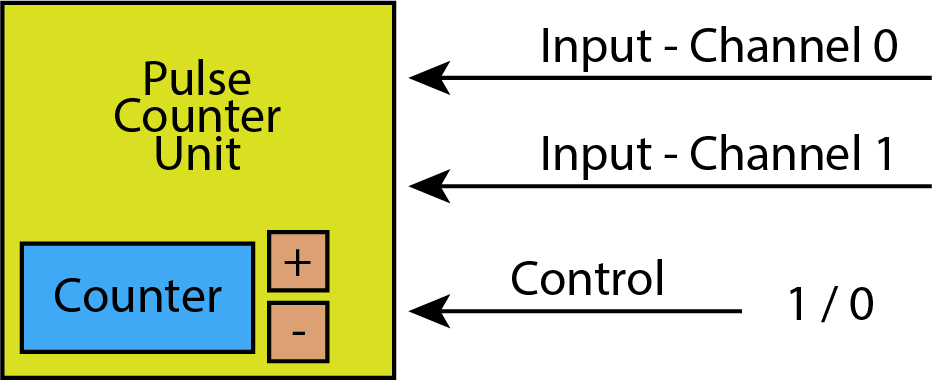 Pulse
Counter
Unit
Counter
+
-
Input - Channel 0
Input - Channel 1
Control
1 / 0